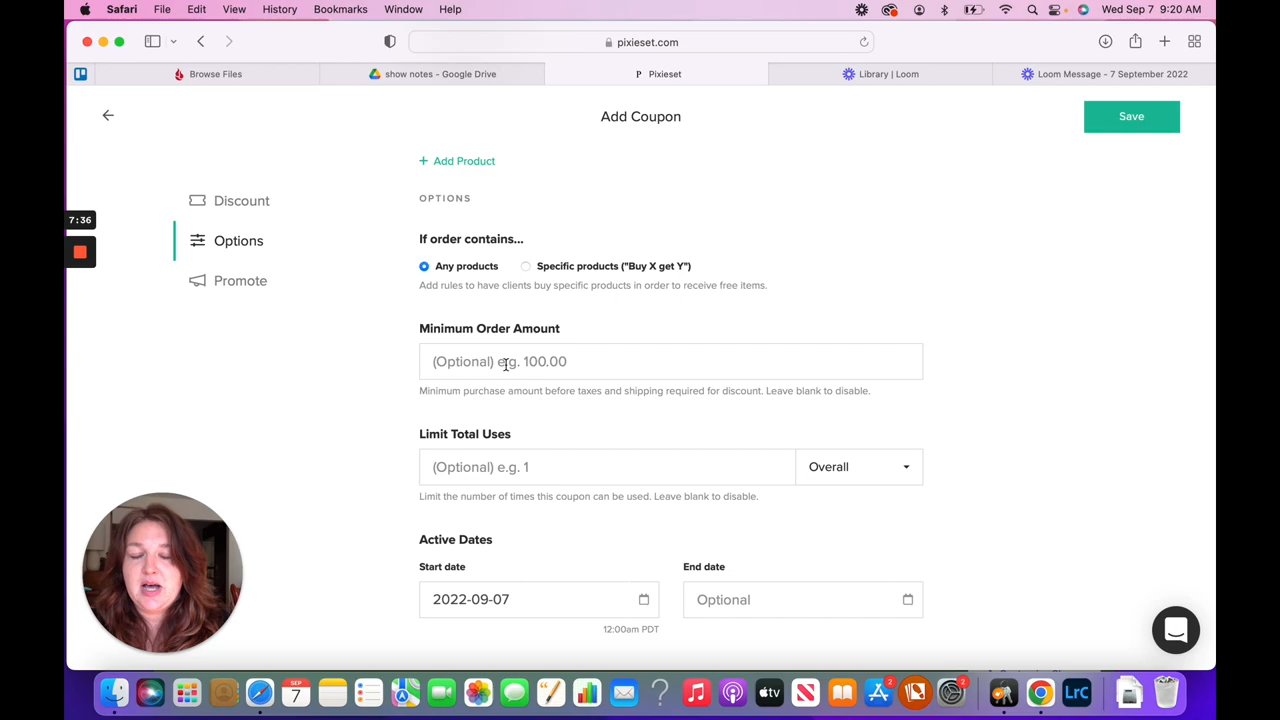 Safari File Edit View History Bookmarks Window Help Wed Sep 7 9:20 AM
pixieset.com
Browse Files show notes - Google Drive P Pixieset Library | Loom Loom Message - 7 September 2022
Add Coupon
Save
+ Add Product
Discount
OPTIONS
7:36
Options
If order contains...
Any products Specific products ("Buy X get Y")
Promote
Add rules to have clients buy specific products in order to receive free items.
Minimum Order Amount
(Optional) e.g. 100.00
Minimum purchase amount before taxes and shipping required for discount. Leave blank to disable.
Limit Total Uses
(Optional) e.g. 1 Overall
Limit the number of times this coupon can be used. Leave blank to disable.
Active Dates
Start date End date
2022-09-07 Optional
12:00am PDT
SEP
7
tv
2
2
LrC